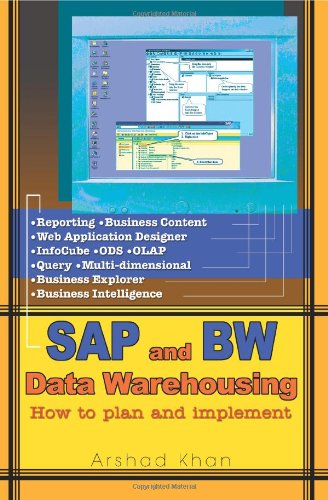 •Reporting •Business Content
•Web Application Designer
•InfoCube •ODS •OLAP
•Query •Multi-dimensional
•Business Explorer
•Business Intelligence
SAP and BW
Data Warehousing
How to plan and implement
Arshad Khan